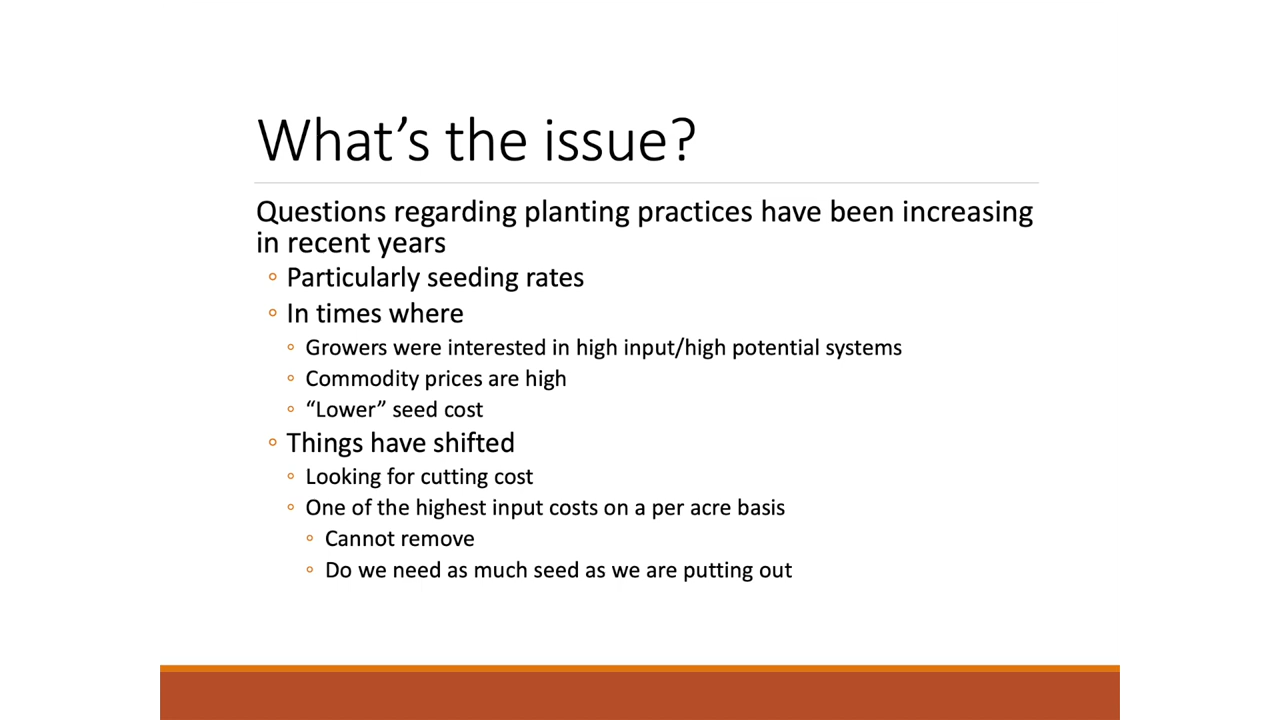 What’s the issue?
Questions regarding planting practices have been increasing
in recent years
◦ Particularly seeding rates
◦ In times where
◦ Growers were interested in high input/high potential systems
◦ Commodity prices are high
◦ “Lower” seed cost
◦ Things have shifted
◦ Looking for cutting cost
◦ One of the highest input costs on a per acre basis
◦ Cannot remove
◦ Do we need as much seed as we are putting out